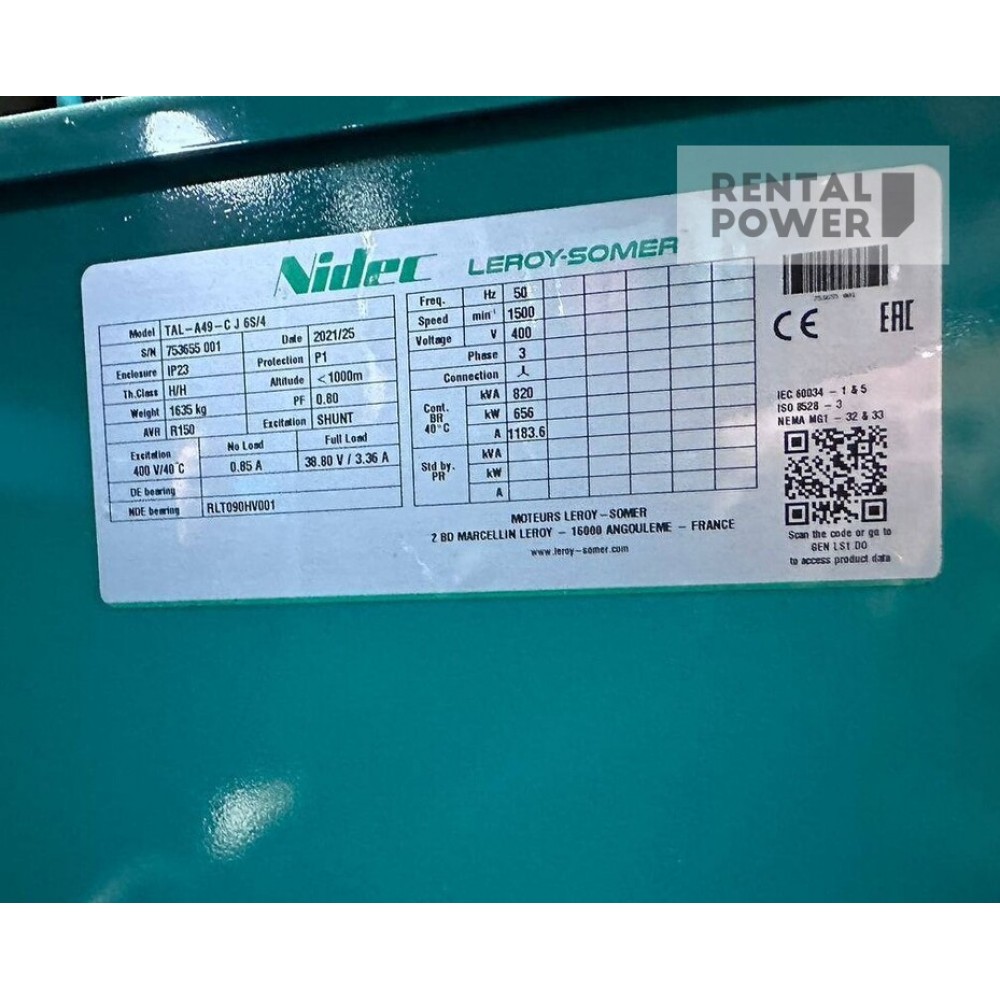 RENTAL
POWER
Nidec LEROY-SOMER
Model TAL-A49-C J 6S/4
S/N 753655 001 Date 2021/25
Enclosure IP23 Protection P1
Th.Class H/H Altitude <1000m
Weight 1635 kg PF 0.80
AVR R150 Excitation SHUNT
Excitation No Load Full Load
400 V/40°C 0.85 A 38.80 V / 3.36 A
DE bearing
NDE bearing RLT090HV001
Freq. Hz 50
Speed min⁻¹ 1500
Voltage V 400
Phase 3
Connection
Cont. BR 40°C kVA 820
kW 656
A 1183.6
Std by. PR kVA
kW
A
MOTEURS LEROY-SOMER
2 BD MARCELLIN LEROY - 16000 ANGOULEME - FRANCE
www.leroy-somer.com
753655 001
CE EAC
IEC 60034 - 1 & 5
ISO 8528 - 3
NEMA MG1 - 32 & 33
Scan the code or go to
GEN.LS1.DO
to access product data